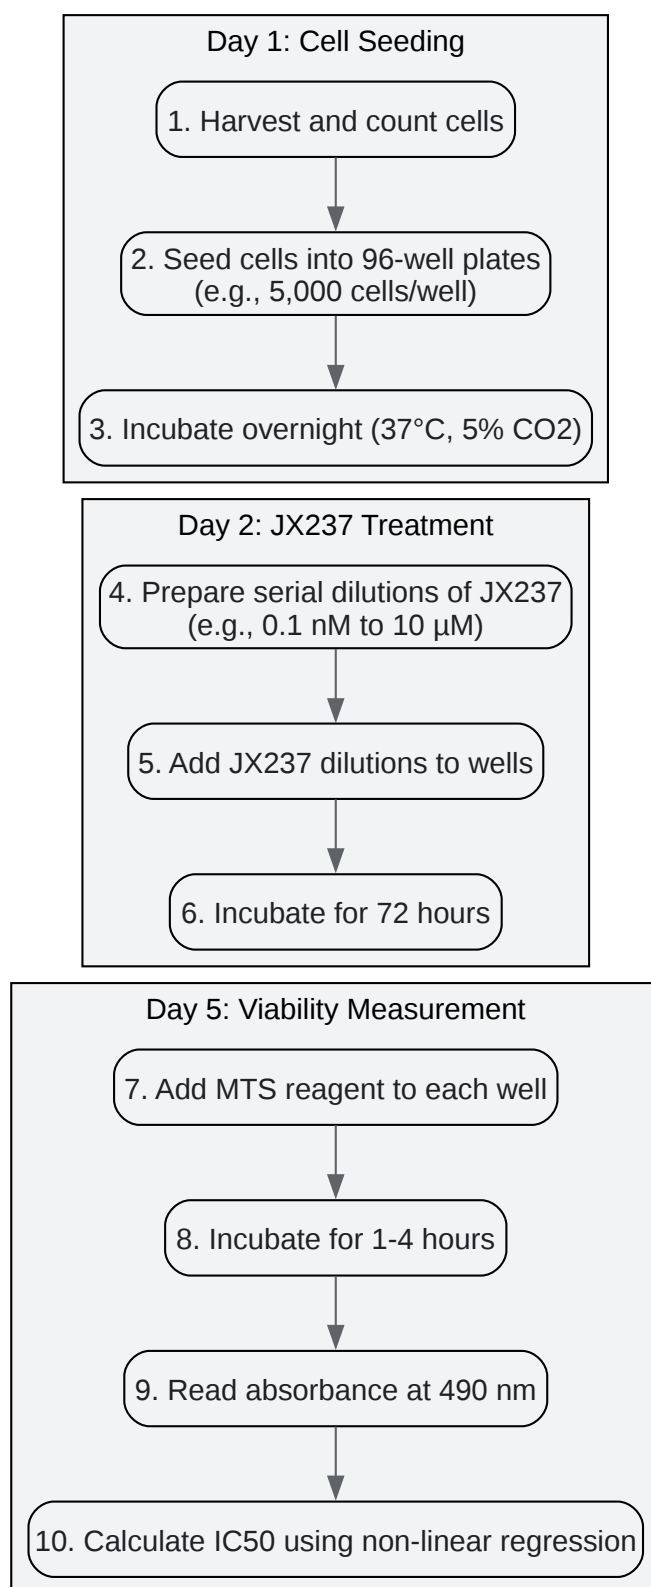 Day 1: Cell Seeding
1. Harvest and count cells
2. Seed cells into 96-well plates
(e.g., 5,000 cells/well)
3. Incubate overnight (37°C, 5% CO2)
Day 2: JX237 Treatment
4. Prepare serial dilutions of JX237
(e.g., 0.1 nM to 10 µM)
5. Add JX237 dilutions to wells
6. Incubate for 72 hours
Day 5: Viability Measurement
7. Add MTS reagent to each well
8. Incubate for 1-4 hours
9. Read absorbance at 490 nm
10. Calculate IC50 using non-linear regression